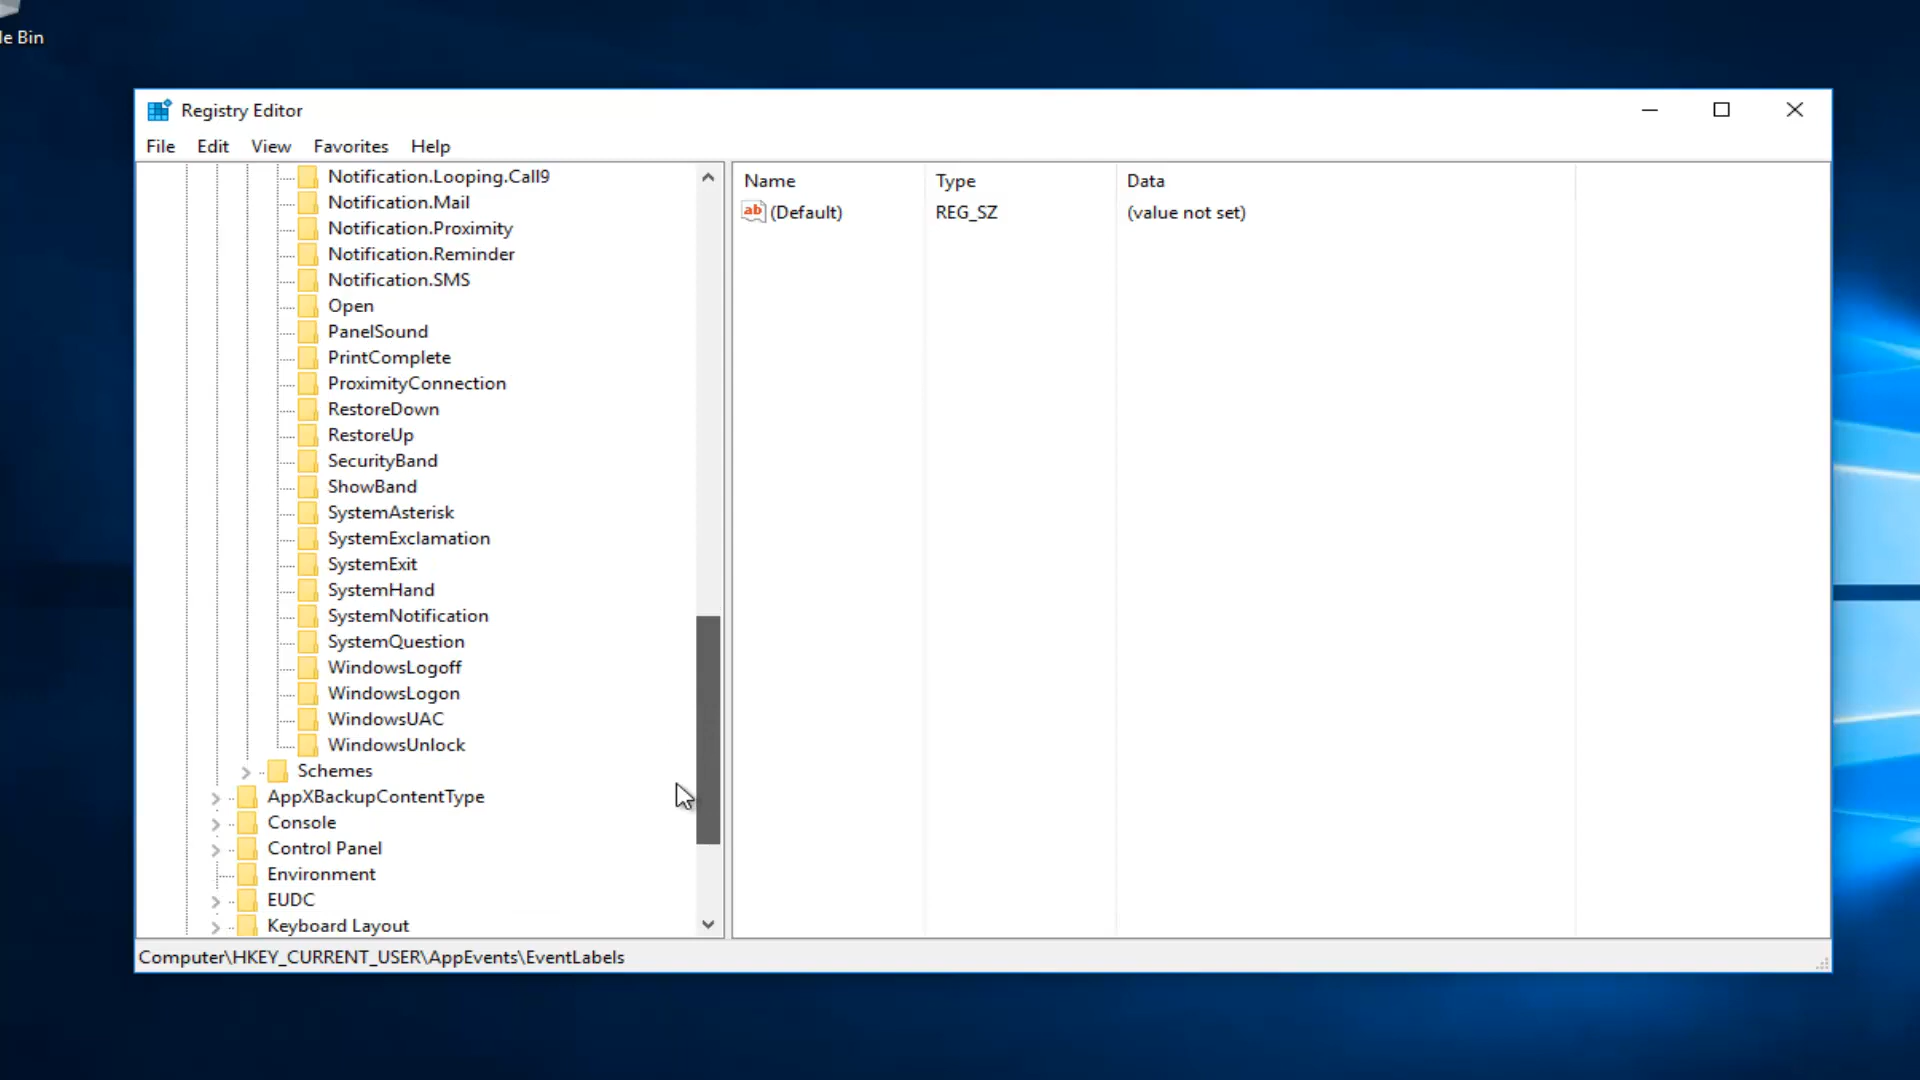 le Bin
Registry Editor
File Edit View Favorites Help
Notification.Looping.Call9
Notification.Mail
Notification.Proximity
Notification.Reminder
Notification.SMS
Open
PanelSound
PrintComplete
ProximityConnection
RestoreDown
RestoreUp
SecurityBand
ShowBand
SystemAsterisk
SystemExclamation
SystemExit
SystemHand
SystemNotification
SystemQuestion
WindowsLogoff
WindowsLogon
WindowsUAC
WindowsUnlock
Schemes
AppXBackupContentType
Console
Control Panel
Environment
EUDC
Keyboard Layout
Name Type Data
ab (Default) REG_SZ (value not set)
Computer\HKEY_CURRENT_USER\AppEvents\EventLabels